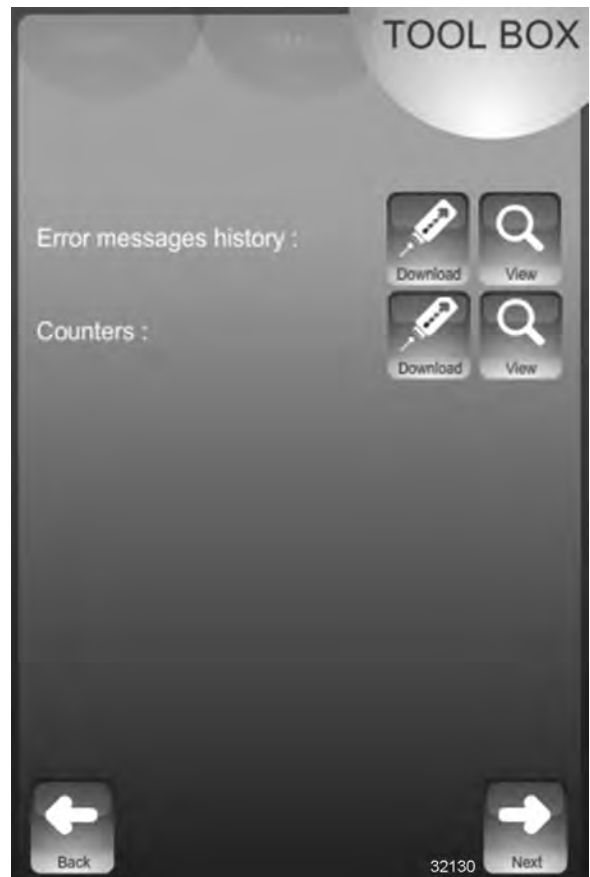 TOOL BOX
Error messages history :
Download
View
Counters :
Download
View
Back
32130
Next